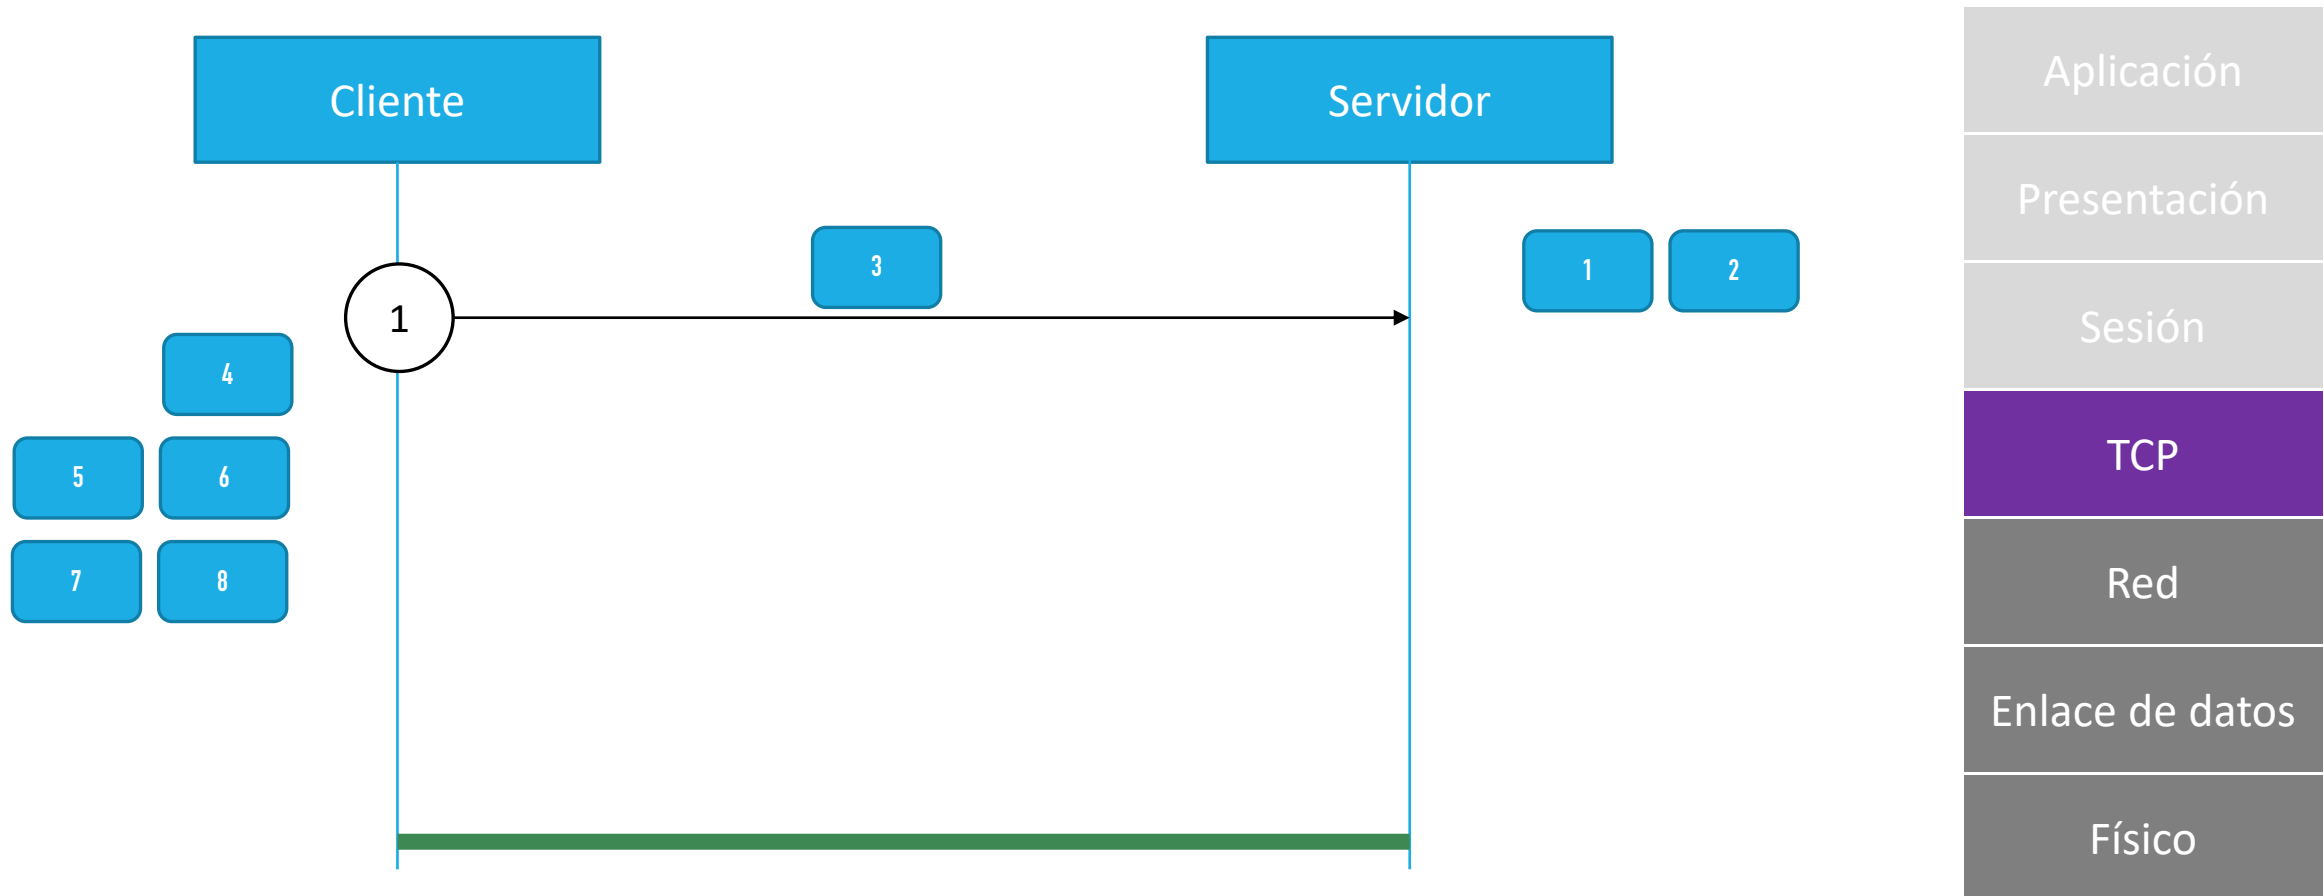 Cliente
Servidor
3
1
2
1
4
5
6
7
8
Aplicación
Presentación
Sesión
TCP
Red
Enlace de datos
Físico